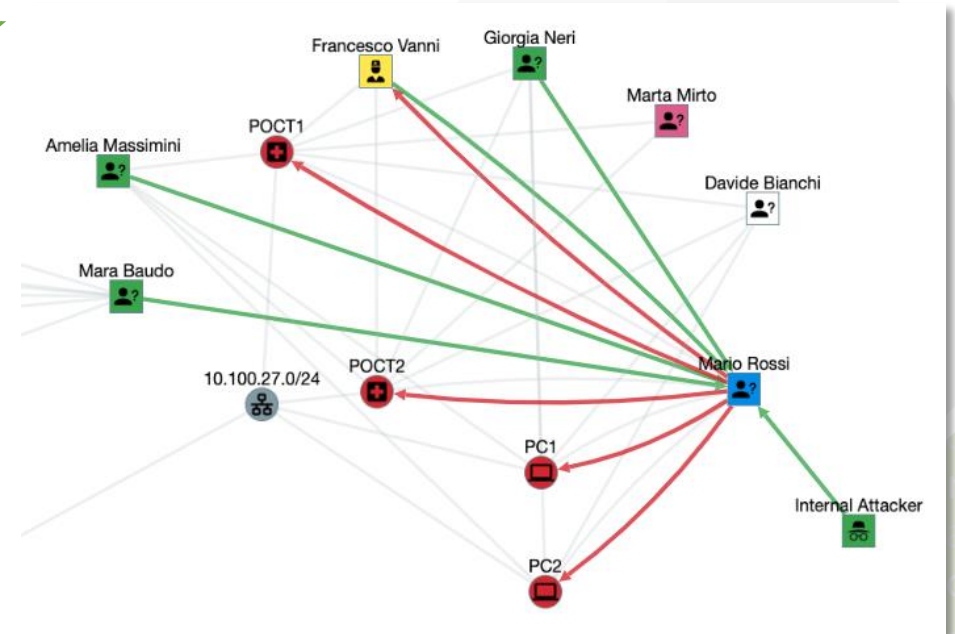 Francesco Vanni
Giorgia Neri
Marta Mirto
POCT1
Amelia Massimini
Davide Bianchi
Mara Baudo
Mario Rossi
POCT2
10.100.27.0/24
PC1
Internal Attacker
PC2